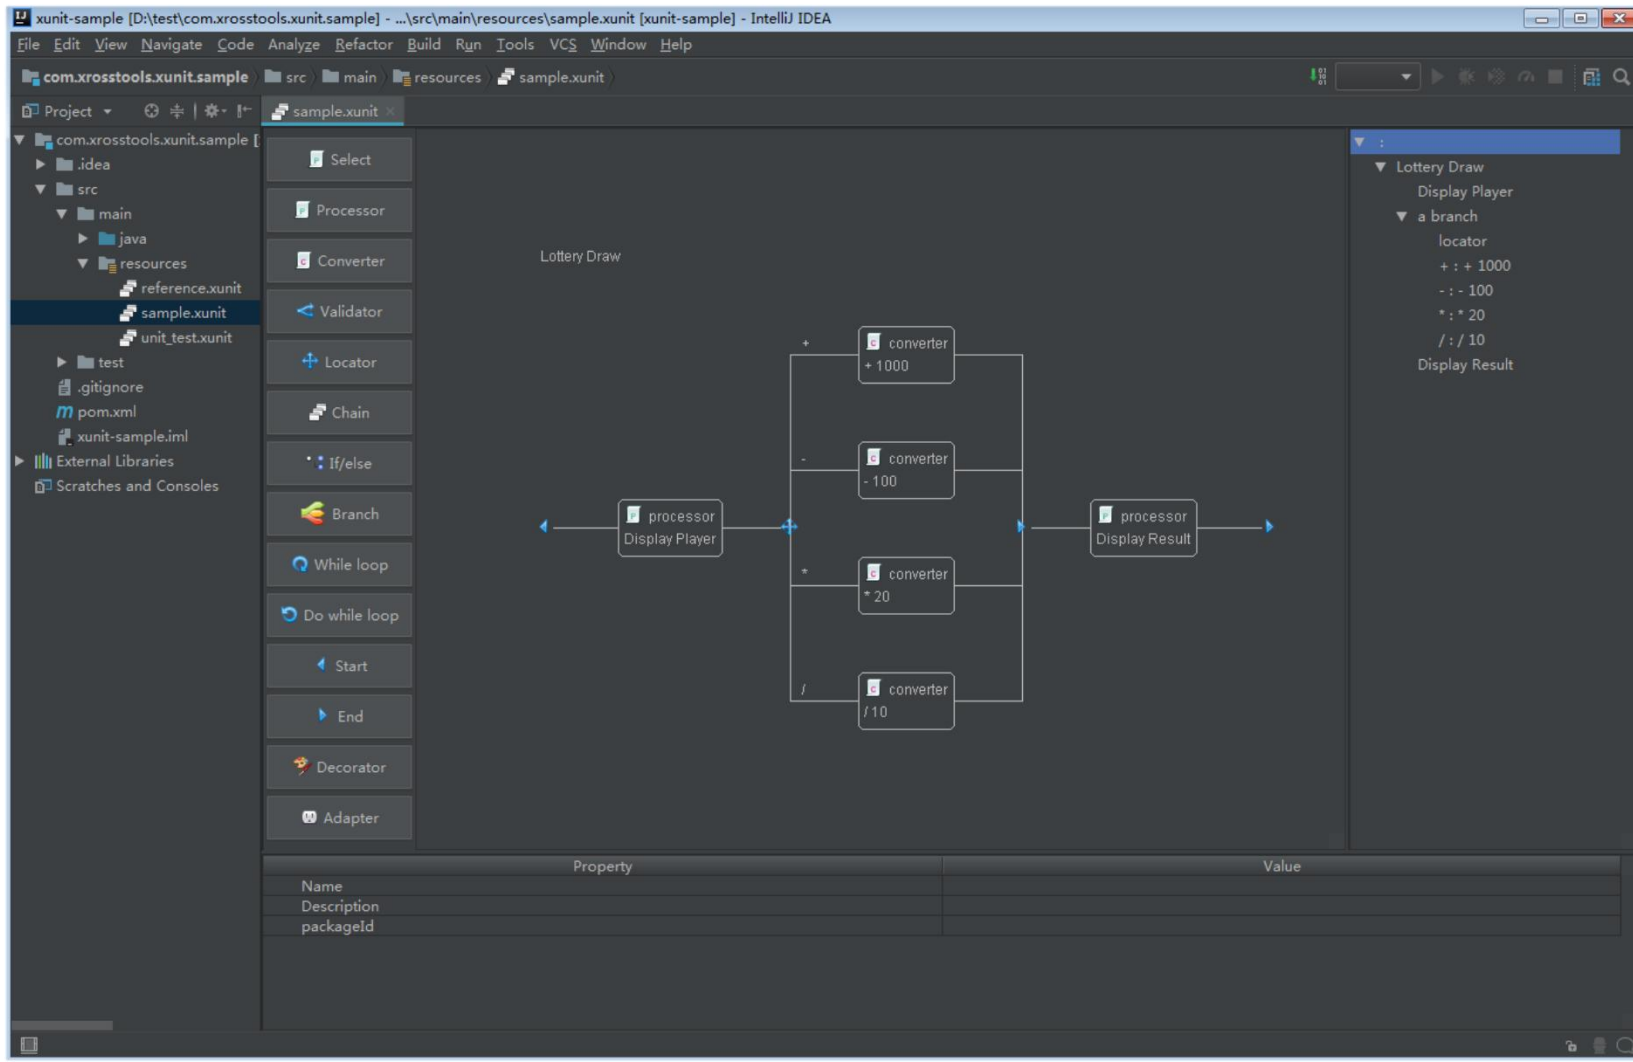 xunit-sample [D:\test\com.xrosstools.xunit.sample] - ...\src\main\resources\sample.xunit [xunit-sample] - IntelliJ IDEA
File Edit View Navigate Code Analyze Refactor Build Run Tools VCS Window Help
com.xrosstools.xunit.sample src main resources sample.xunit
Project
sample.xunit
com.xrosstools.xunit.sample [
.idea
src
main
java
resources
reference.xunit
sample.xunit
unit_test.xunit
test
.gitignore
pom.xml
xunit-sample.iml
External Libraries
Scratches and Consoles
Select
Processor
Converter
Validator
Locator
Chain
If/else
Branch
While loop
Do while loop
Start
End
Decorator
Adapter
Lottery Draw
+
converter
+ 1000
-
converter
- 100
processor
Display Player
*
converter
* 20
/
converter
/ 10
processor
Display Result
:
Lottery Draw
Display Player
a branch
locator
+ : + 1000
- : - 100
* : * 20
/ : / 10
Display Result
Property Value
Name
Description
packageId